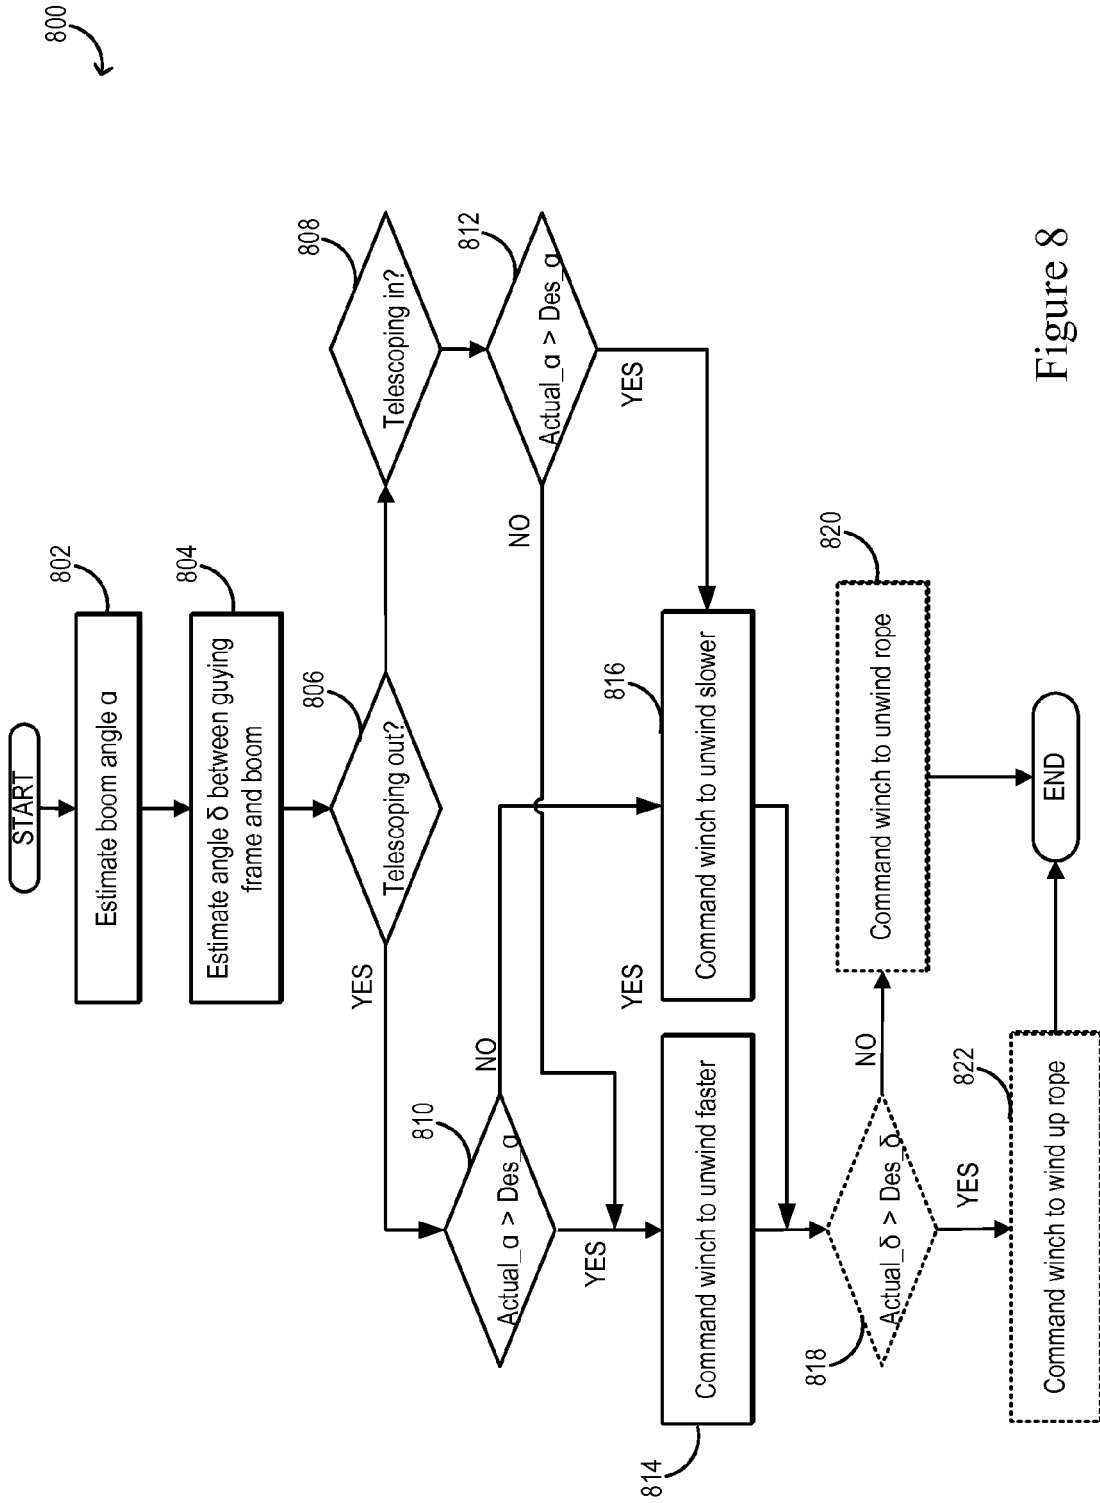 800
START
802
Estimate boom angle α
804
Estimate angle δ between guying
frame and boom
806
Telescoping out?
808
Telescoping in?
YES
810
Actual_α > Des_α
NO
812
Actual_α > Des_α
NO
YES
YES
YES
814
Command winch to unwind faster
816
Command winch to unwind slower
818
Actual_δ > Des_δ
NO
YES
820
Command winch to unwind rope
822
Command winch to wind up rope
END
Figure 8